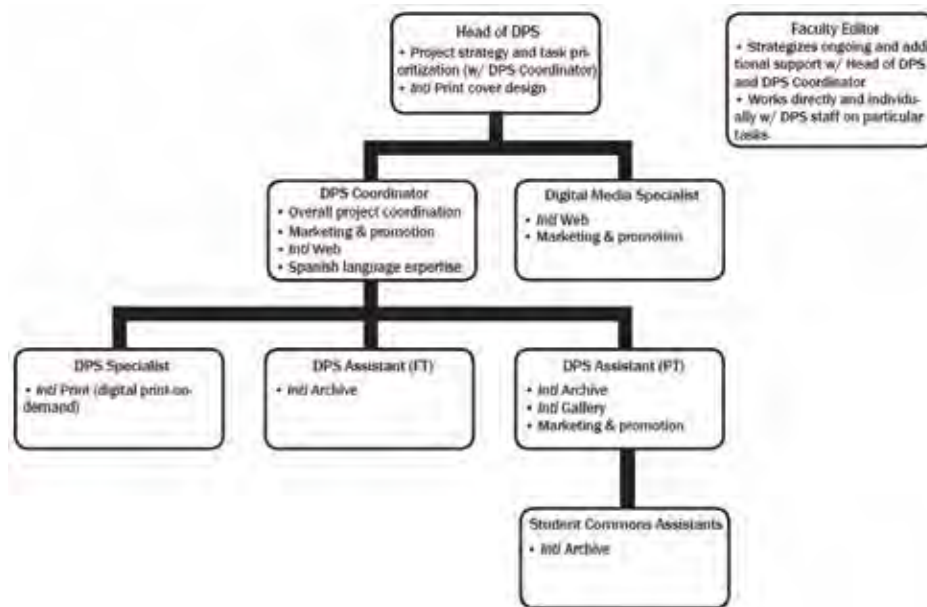 Head of DPS
• Project strategy and task pri-
oritization (w/ DPS Coordinator)
• Inti Print cover design
Faculty Editor
• Strategizes ongoing and addi-
tional support w/ Head of DPS
and DPS Coordinator
• Works directly and individu-
ally w/ DPS staff on particular
tasks.
DPS Coordinator
• Overall project coordination
• Marketing & promotion
• Inti Web
• Spanish language expertise
Digital Media Specialist
• Inti Web
• Marketing & promotion
DPS Specialist
• Inti Print (digital print-on-
demand)
DPS Assistant (FT)
• Inti Archive
DPS Assistant (PT)
• Inti Archive
• Inti Gallery
• Marketing & promotion
Student Commons Assistants
• Inti Archive